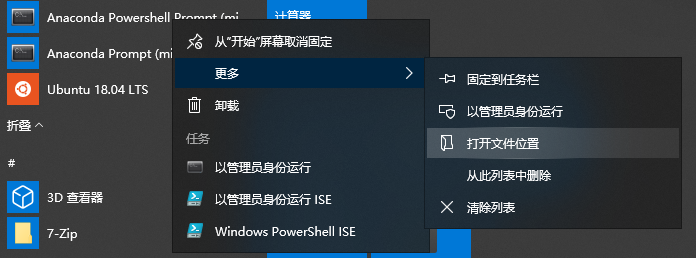 Anaconda Powershell Prompt (mi
计算器
Anaconda Prompt (mi
Ubuntu 18.04 LTS
折叠
#
3D 查看器
7-Zip
从“开始”屏幕取消固定
更多
卸载
任务
以管理员身份运行
以管理员身份运行 ISE
Windows PowerShell ISE
固定到任务栏
以管理员身份运行
打开文件位置
从此列表中删除
清除列表